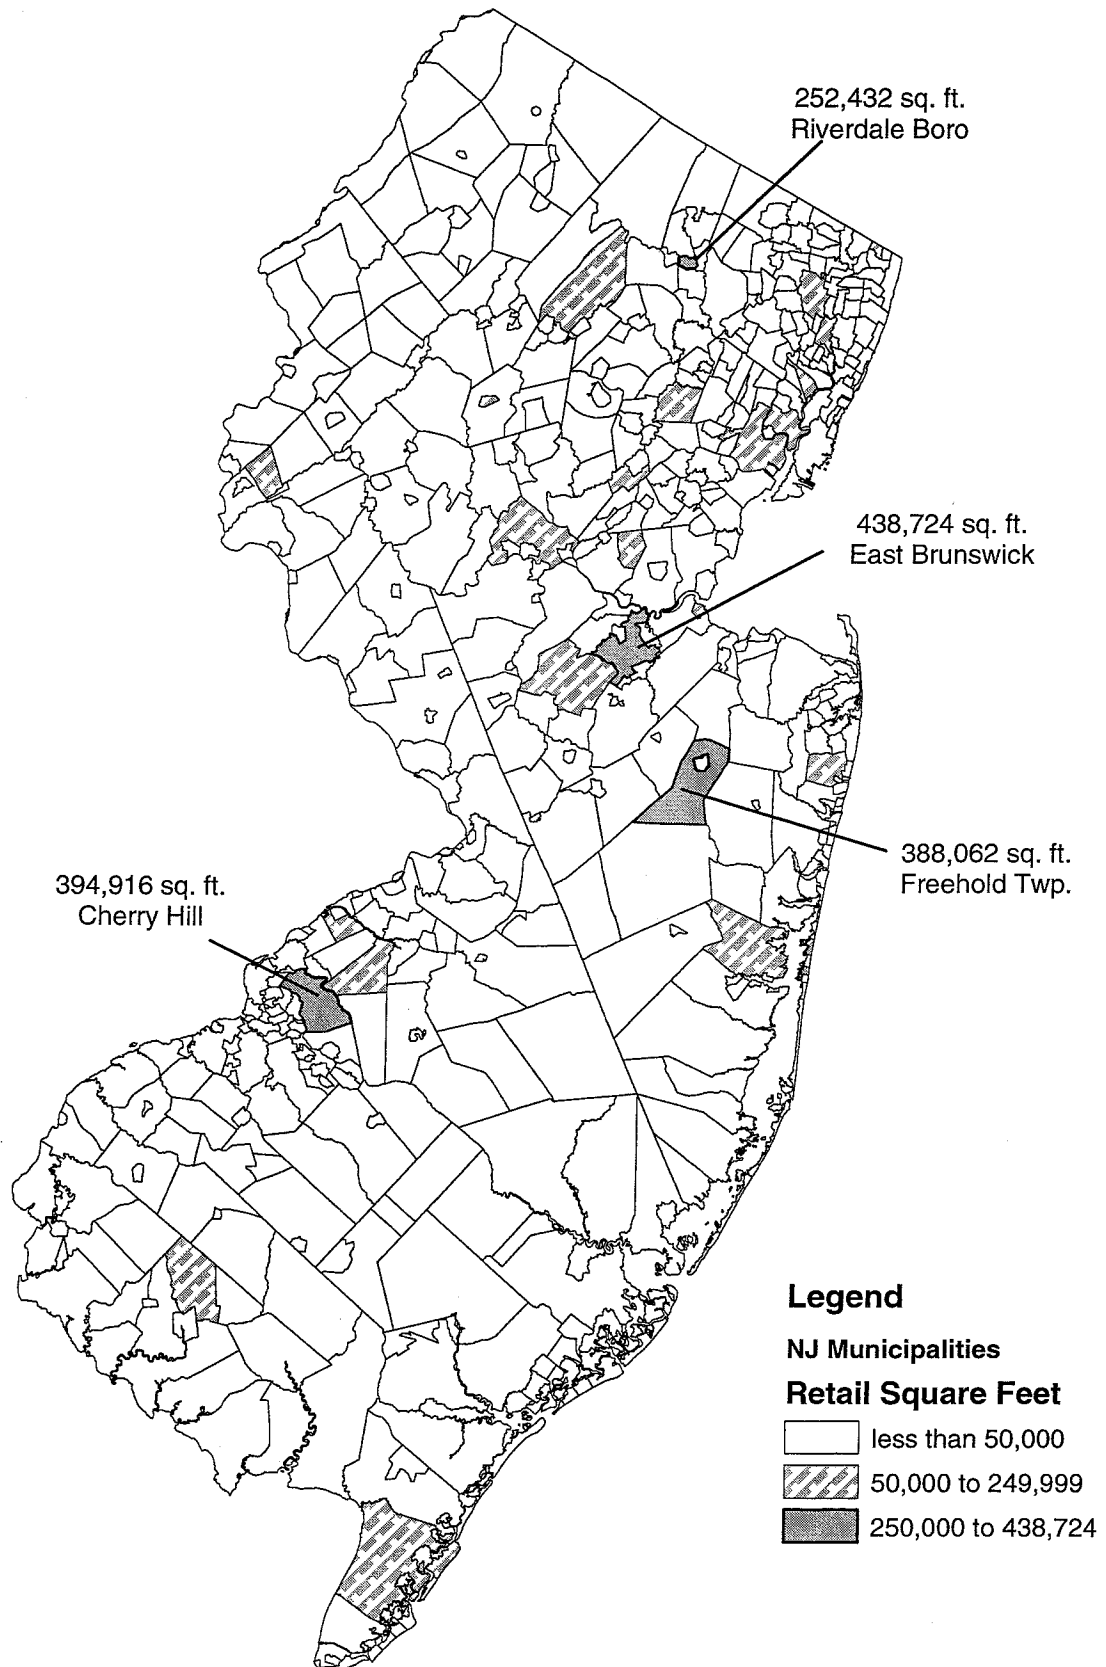 252,432 sq. ft.
Riverdale Boro
438,724 sq. ft.
East Brunswick
388,062 sq. ft.
Freehold Twp.
394,916 sq. ft.
Cherry Hill
Legend
NJ Municipalities
Retail Square Feet
less than 50,000
50,000 to 249,999
250,000 to 438,724